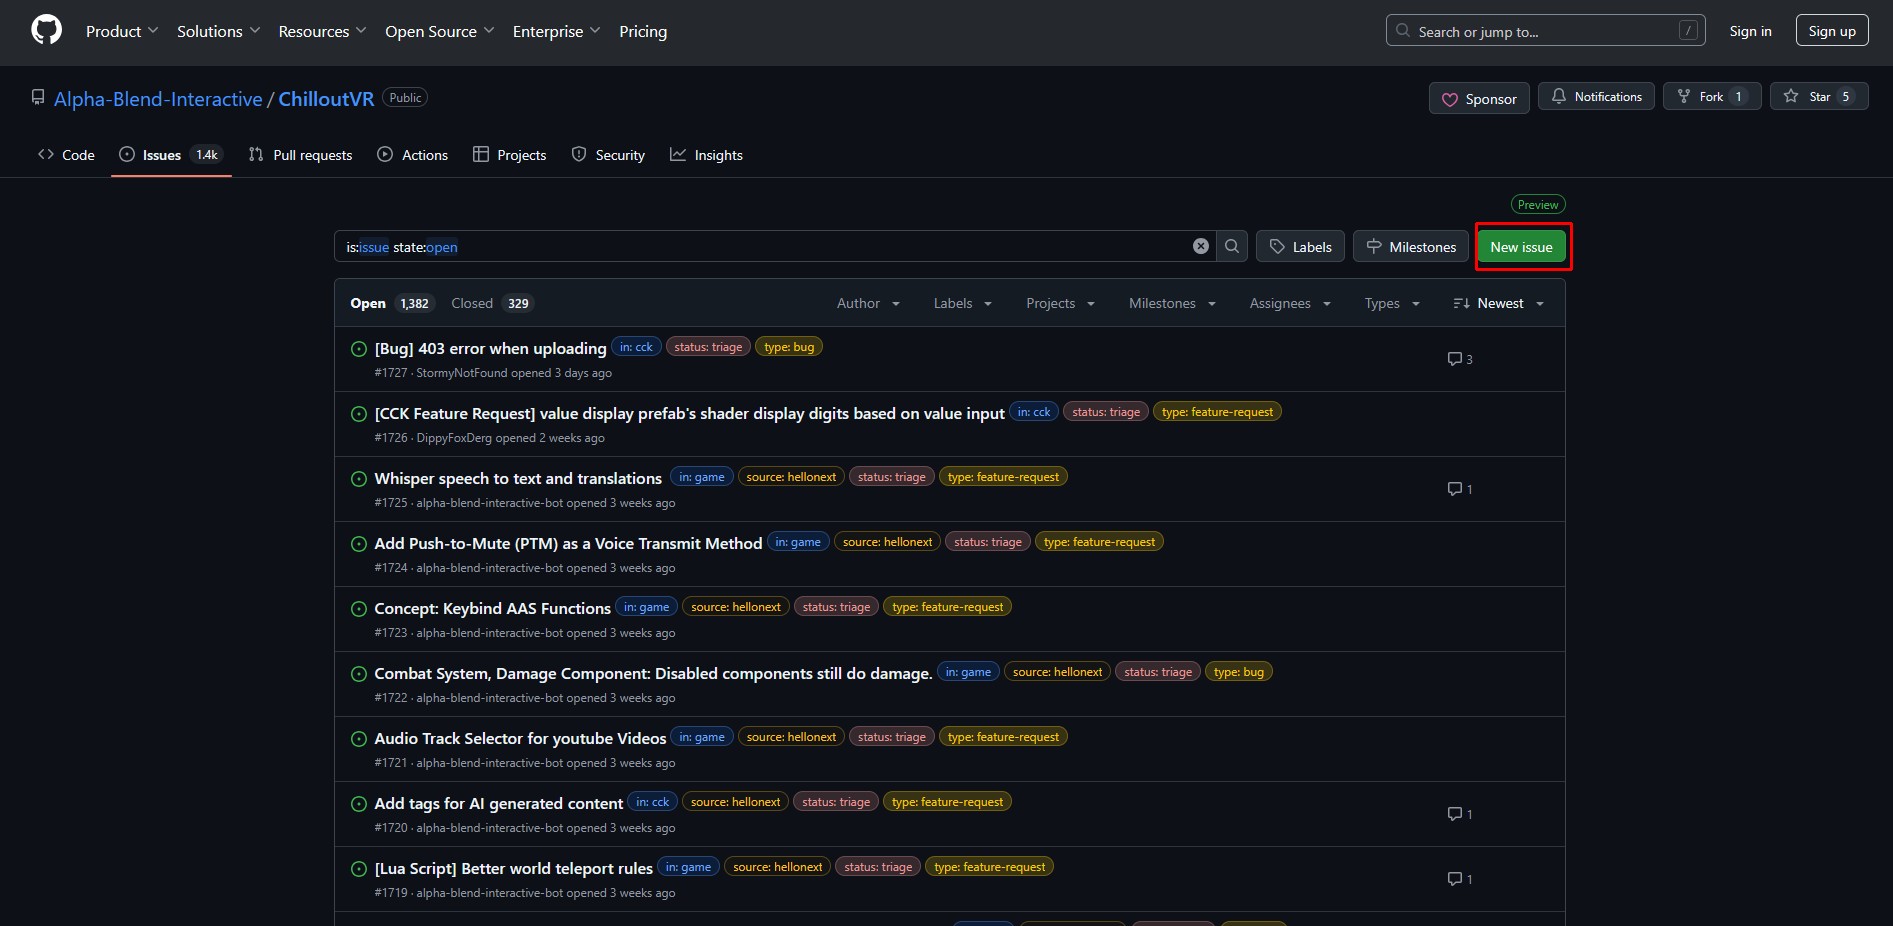 Product Solutions Resources Open Source Enterprise Pricing Search or jump to... / Sign in Sign up
Alpha-Blend-Interactive / ChilloutVR Public Sponsor Notifications Fork 1 Star 5
Code Issues 1.4k Pull requests Actions Projects Security Insights
Preview
is:issue state:open Labels Milestones New issue
Open 1,382 Closed 329 Author Labels Projects Milestones Assignees Types Newest
[Bug] 403 error when uploading in: cck status: triage type: bug
3
#1727 · StormyNotFound opened 3 days ago
[CCK Feature Request] value display prefab's shader display digits based on value input in: cck status: triage type: feature-request
#1726 · DippyFoxDerg opened 2 weeks ago
Whisper speech to text and translations in: game source: hellonext status: triage type: feature-request
1
#1725 · alpha-blend-interactive-bot opened 3 weeks ago
Add Push-to-Mute (PTM) as a Voice Transmit Method in: game source: hellonext status: triage type: feature-request
#1724 · alpha-blend-interactive-bot opened 3 weeks ago
Concept: Keybind AAS Functions in: game source: hellonext status: triage type: feature-request
#1723 · alpha-blend-interactive-bot opened 3 weeks ago
Combat System, Damage Component: Disabled components still do damage. in: game source: hellonext status: triage type: bug
#1722 · alpha-blend-interactive-bot opened 3 weeks ago
Audio Track Selector for youtube Videos in: game source: hellonext status: triage type: feature-request
#1721 · alpha-blend-interactive-bot opened 3 weeks ago
Add tags for AI generated content in: cck source: hellonext status: triage type: feature-request
1
#1720 · alpha-blend-interactive-bot opened 3 weeks ago
[Lua Script] Better world teleport rules in: game source: hellonext status: triage type: feature-request
1
#1719 · alpha-blend-interactive-bot opened 3 weeks ago